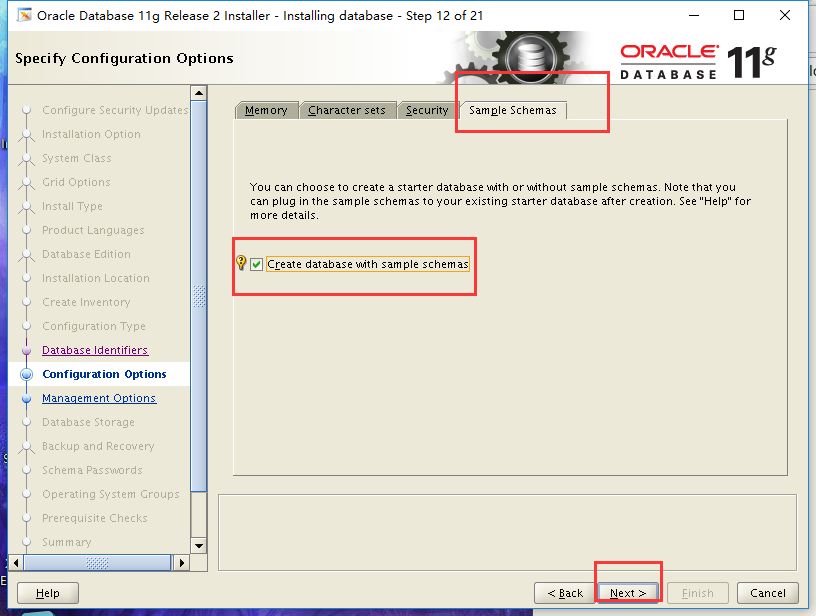 Oracle Database 11g Release 2 Installer - Installing database - Step 12 of 21
Specify Configuration Options
ORACLE
DATABASE
11g
Configure Security Updates
Installation Option
System Class
Grid Options
Install Type
Product Languages
Database Edition
Installation Location
Create Inventory
Configuration Type
Database Identifiers
Configuration Options
Management Options
Database Storage
Backup and Recovery
Schema Passwords
Operating System Groups
Prerequisite Checks
Summary
Memory
Character sets
Security
Sample Schemas
You can choose to create a starter database with or without sample schemas. Note that you
can plug in the sample schemas to your existing starter database after creation. See "Help" for
more details.
Create database with sample schemas
Help
< Back
Next >
Finish
Cancel